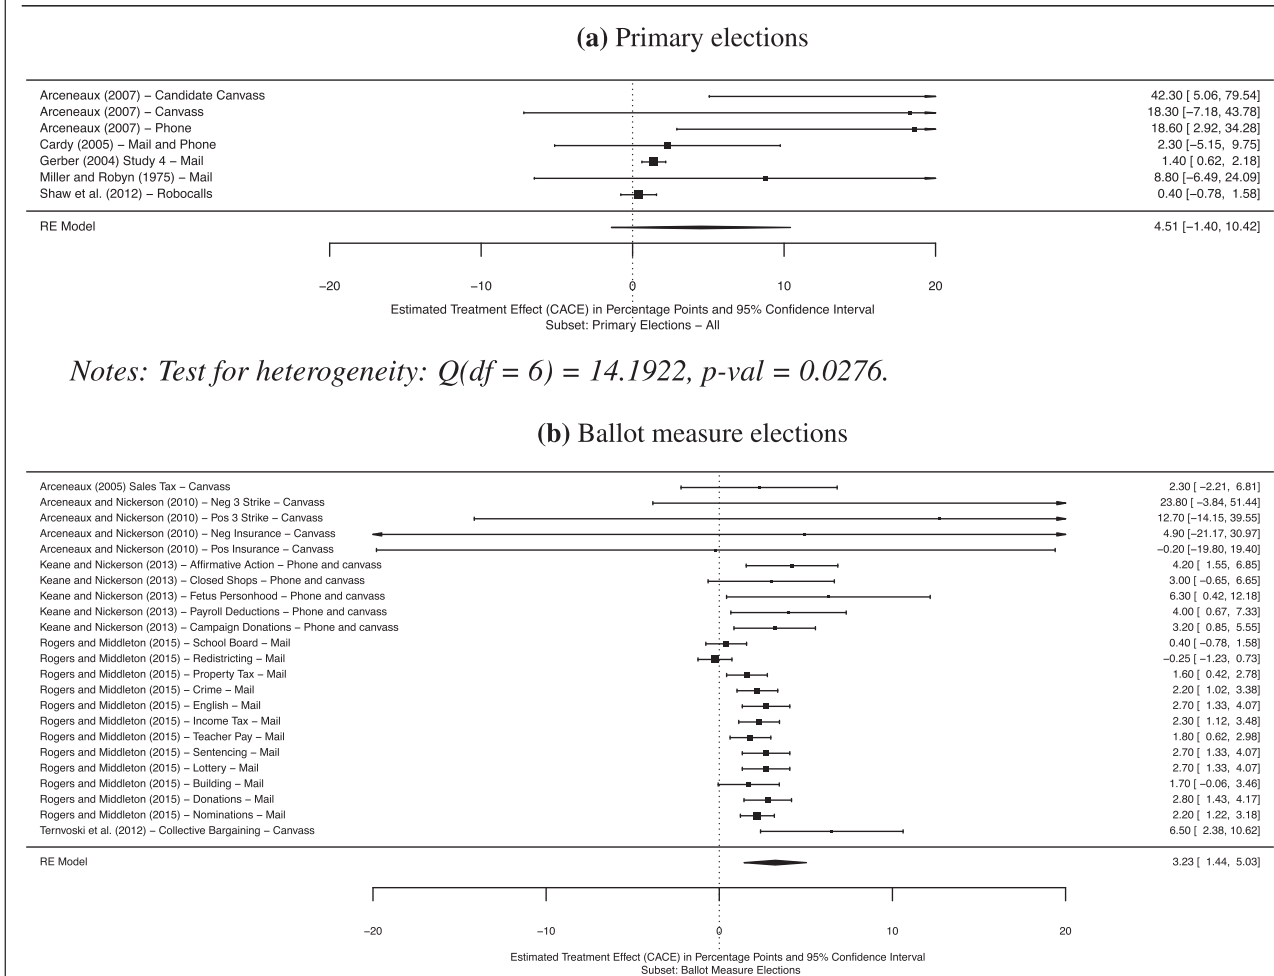 (a) Primary elections
Arceneaux (2007) – Candidate Canvass 42.30 [ 5.06, 79.54]
Arceneaux (2007) – Canvass 18.30 [−7.18, 43.78]
Arceneaux (2007) – Phone 18.60 [ 2.92, 34.28]
Cardy (2005) – Mail and Phone 2.30 [−5.15, 9.75]
Gerber (2004) Study 4 – Mail 1.40 [ 0.62, 2.18]
Miller and Robyn (1975) – Mail 8.80 [−6.49, 24.09]
Shaw et al. (2012) – Robocalls 0.40 [−0.78, 1.58]
RE Model 4.51 [−1.40, 10.42]
−20 −10 0 10 20
Estimated Treatment Effect (CACE) in Percentage Points and 95% Confidence Interval
Subset: Primary Elections – All
Notes: Test for heterogeneity: Q(df = 6) = 14.1922, p-val = 0.0276.
(b) Ballot measure elections
Arceneaux (2005) Sales Tax – Canvass 2.30 [ −2.21, 6.81]
Arceneaux and Nickerson (2010) – Neg 3 Strike – Canvass 23.80 [ −3.84, 51.44]
Arceneaux and Nickerson (2010) – Pos 3 Strike – Canvass 12.70 [−14.15, 39.55]
Arceneaux and Nickerson (2010) – Neg Insurance – Canvass 4.90 [−21.17, 30.97]
Arceneaux and Nickerson (2010) – Pos Insurance – Canvass −0.20 [−19.80, 19.40]
Keane and Nickerson (2013) – Affirmative Action – Phone and canvass 4.20 [ 1.55, 6.85]
Keane and Nickerson (2013) – Closed Shops – Phone and canvass 3.00 [ −0.65, 6.65]
Keane and Nickerson (2013) – Fetus Personhood – Phone and canvass 6.30 [ 0.42, 12.18]
Keane and Nickerson (2013) – Payroll Deductions – Phone and canvass 4.00 [ 0.67, 7.33]
Keane and Nickerson (2013) – Campaign Donations – Phone and canvass 3.20 [ 0.85, 5.55]
Rogers and Middleton (2015) – School Board – Mail 0.40 [ −0.78, 1.58]
Rogers and Middleton (2015) – Redistricting – Mail −0.25 [ −1.23, 0.73]
Rogers and Middleton (2015) – Property Tax – Mail 1.60 [ 0.42, 2.78]
Rogers and Middleton (2015) – Crime – Mail 2.20 [ 1.02, 3.38]
Rogers and Middleton (2015) – English – Mail 2.70 [ 1.33, 4.07]
Rogers and Middleton (2015) – Income Tax – Mail 2.30 [ 1.12, 3.48]
Rogers and Middleton (2015) – Teacher Pay – Mail 1.80 [ 0.62, 2.98]
Rogers and Middleton (2015) – Sentencing – Mail 2.70 [ 1.33, 4.07]
Rogers and Middleton (2015) – Lottery – Mail 2.70 [ 1.33, 4.07]
Rogers and Middleton (2015) – Building – Mail 1.70 [ −0.06, 3.46]
Rogers and Middleton (2015) – Donations – Mail 2.80 [ 1.43, 4.17]
Rogers and Middleton (2015) – Nominations – Mail 2.20 [ 1.22, 3.18]
Ternvoski et al. (2012) – Collective Bargaining – Canvass 6.50 [ 2.38, 10.62]
RE Model 3.23 [ 1.44, 5.03]
−20 −10 0 10 20
Estimated Treatment Effect (CACE) in Percentage Points and 95% Confidence Interval
Subset: Ballot Measure Elections